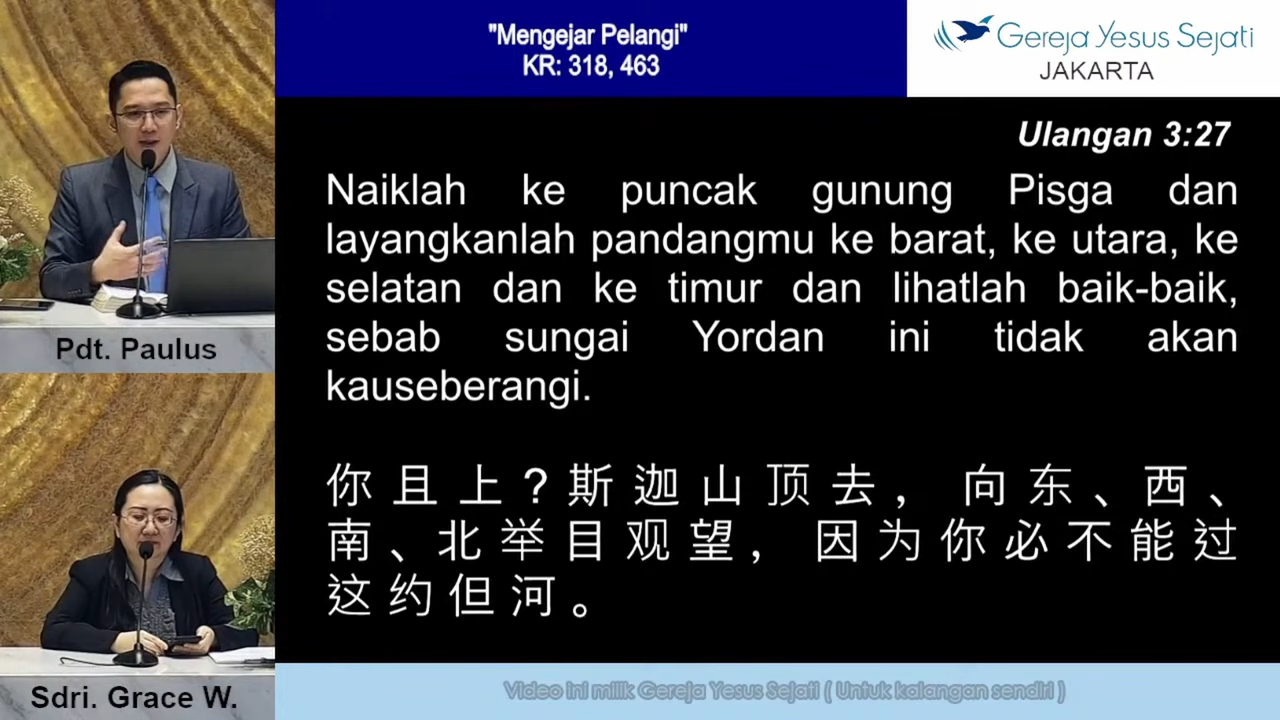 "Mengejar Pelangi"
KR: 318, 463
Gereja Yesus Sejati
JAKARTA
Ulangan 3:27
Naiklah ke puncak gunung Pisga dan
layangkanlah pandangmu ke barat, ke utara, ke
selatan dan ke timur dan lihatlah baik-baik,
sebab sungai Yordan ini tidak akan
kauseberangi.
你且上?斯迦山顶去，向东、西、
南、北举目观望，因为你必不能过
这约但河。
Pdt. Paulus
Sdri. Grace W.
Video ini milik Gereja Yesus Sejati ( Untuk kalangan sendiri )